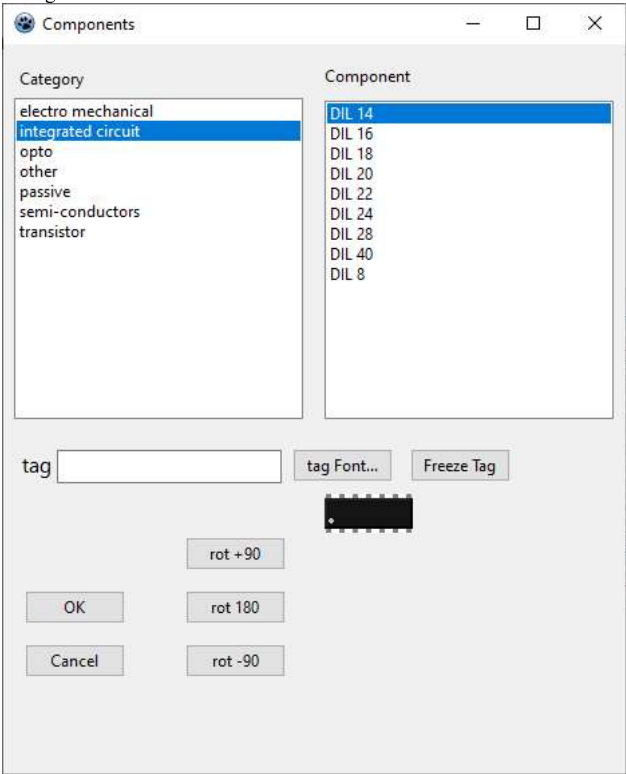 Components
Category
Component
electro mechanical
integrated circuit
opto
other
passive
semi-conductors
transistor
DIL 14
DIL 16
DIL 18
DIL 20
DIL 22
DIL 24
DIL 28
DIL 40
DIL 8
tag
tag Font...
Freeze Tag
rot +90
OK
rot 180
Cancel
rot -90